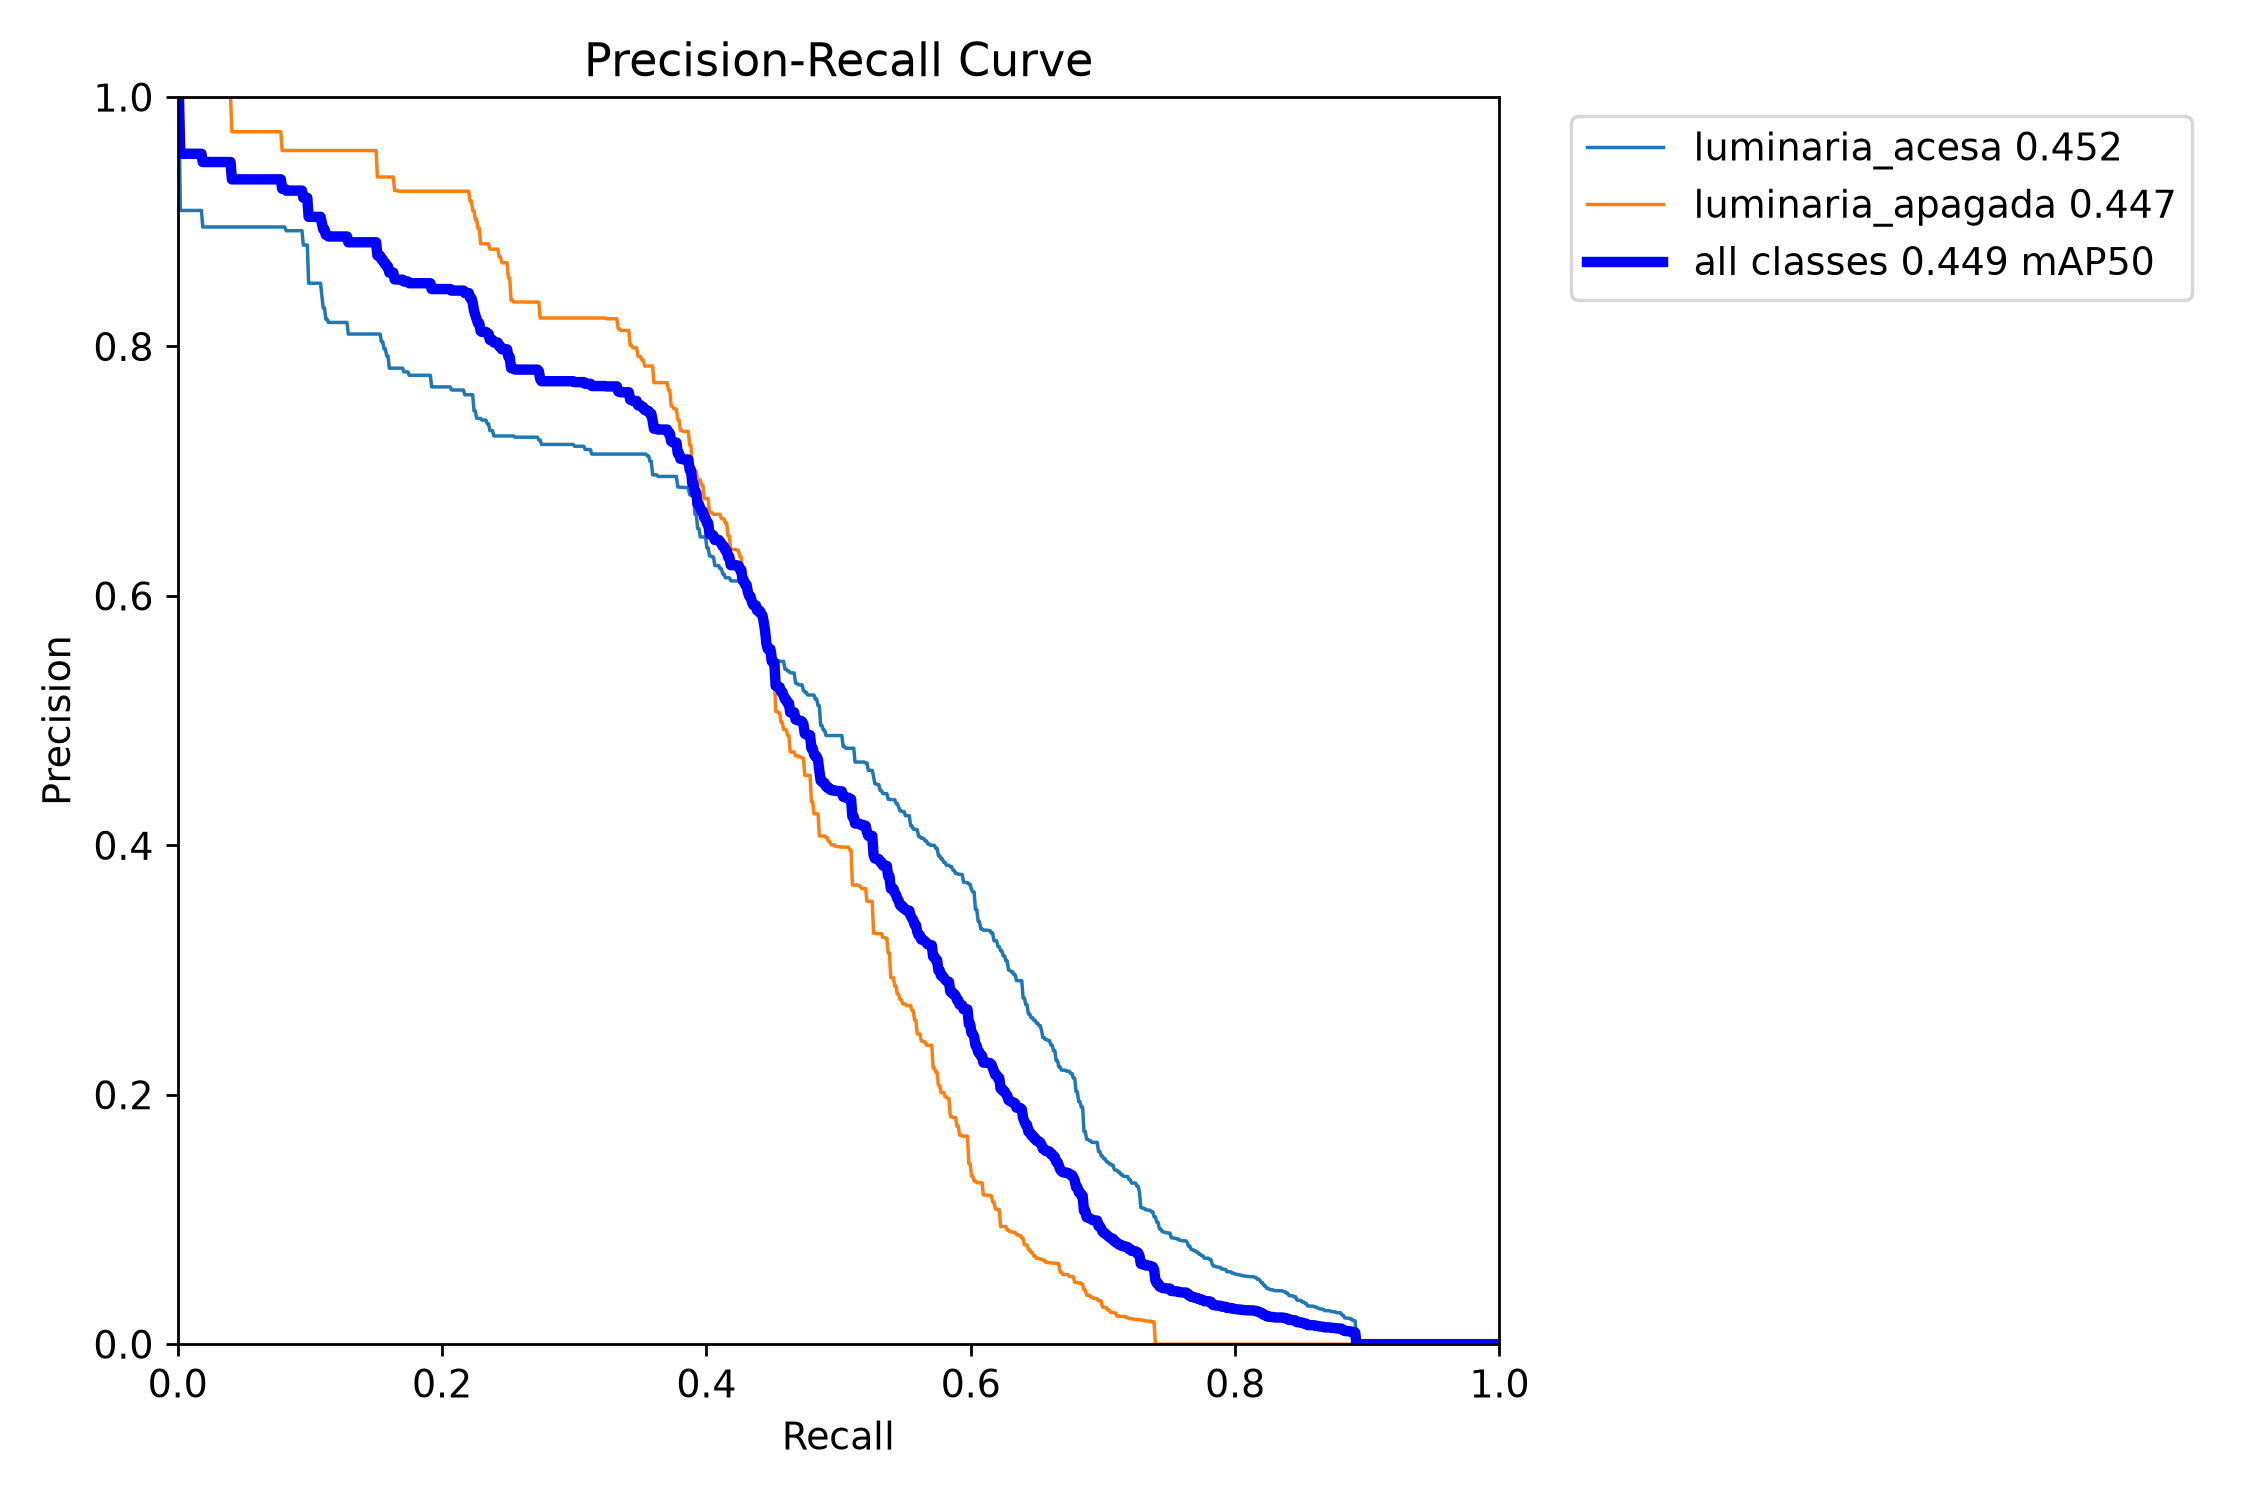 Precision-Recall Curve
1.0
0.8
0.6
0.4
0.2
0.0
Precision
0.0 0.2 0.4 0.6 0.8 1.0
Recall
luminaria_acesa 0.452
luminaria_apagada 0.447
all classes 0.449 mAP50